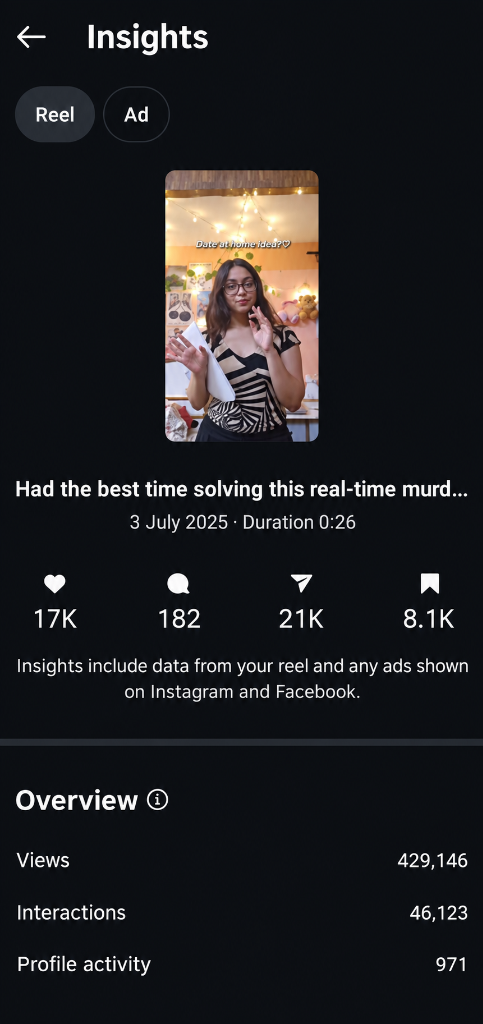 Insights
Reel
Ad
Date at home idea?♡
Had the best time solving this real-time murd...
3 July 2025 · Duration 0:26
17K
182
21K
8.1K
Insights include data from your reel and any ads shown
on Instagram and Facebook.
Overview
Views
429,146
Interactions
46,123
Profile activity
971